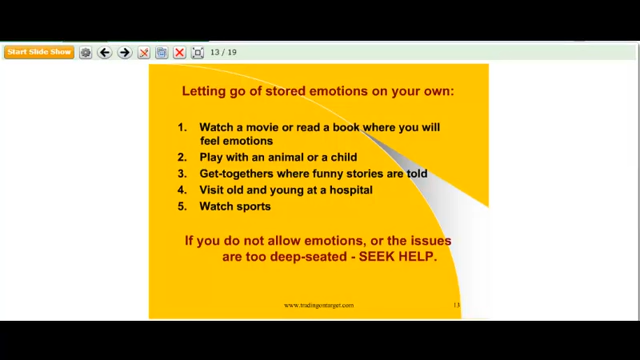 Start Slide Show
13 / 19
Letting go of stored emotions on your own:
1. Watch a movie or read a book where you will
feel emotions
2. Play with an animal or a child
3. Get-togethers where funny stories are told
4. Visit old and young at a hospital
5. Watch sports
If you do not allow emotions, or the issues
are too deep-seated - SEEK HELP.
www.tradingontarget.com
13